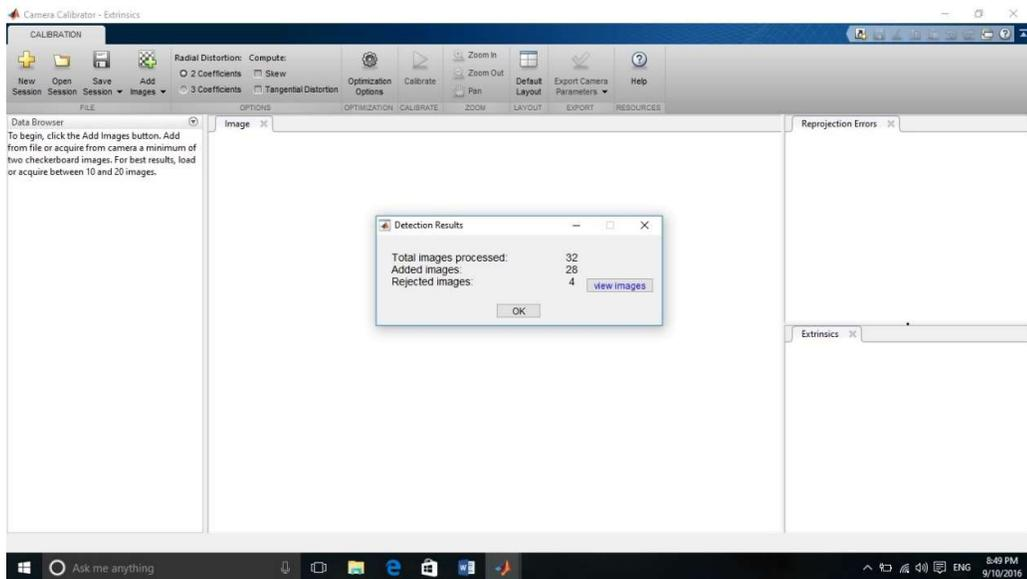 Camera Calibrator - Extrinsics
CALIBRATION
New Session
Open Session
Save Session
Add Images
FILE
Radial Distortion:
2 Coefficients
3 Coefficients
Compute:
Skew
Tangential Distortion
OPTIONS
Optimization Options
OPTIMIZATION
Calibrate
CALIBRATE
Zoom In
Zoom Out
Pan
ZOOM
Default Layout
LAYOUT
Export Camera Parameters
EXPORT
Help
RESOURCES
Data Browser
To begin, click the Add Images button. Add
from file or acquire from camera a minimum of
two checkerboard images. For best results, load
or acquire between 10 and 20 images.
Image
Detection Results
Total images processed: 32
Added images: 28
Rejected images: 4 view images
OK
Reprojection Errors
Extrinsics
Ask me anything
ENG
8:49 PM
9/10/2016